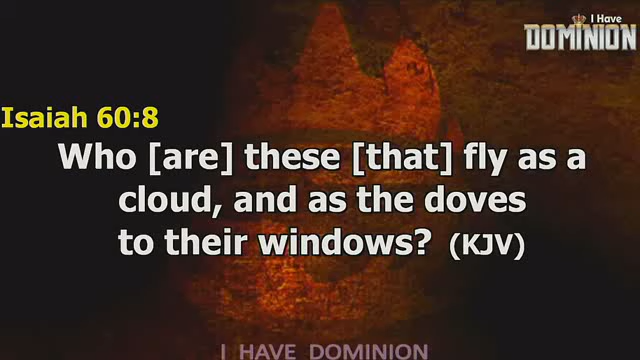 I Have
DOMINION
Isaiah 60:8
Who [are] these [that] fly as a
cloud, and as the doves
to their windows? (KJV)
I HAVE DOMINION